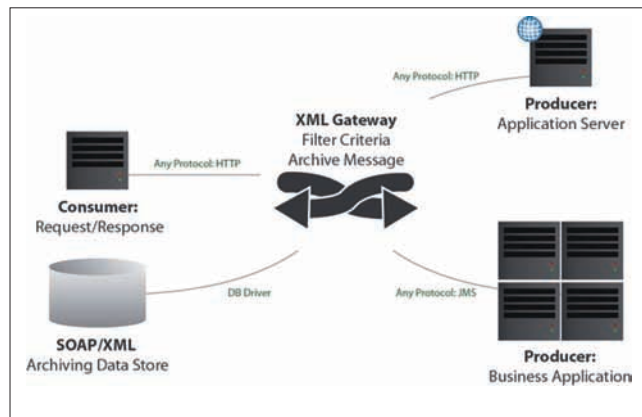 Any Protocol: HTTP
Producer:
Application Server
XML Gateway
Filter Criteria
Archive Message
Any Protocol: HTTP
Consumer:
Request/Response
DB Driver
Any Protocol: JMS
SOAP/XML
Archiving Data Store
Producer:
Business Application